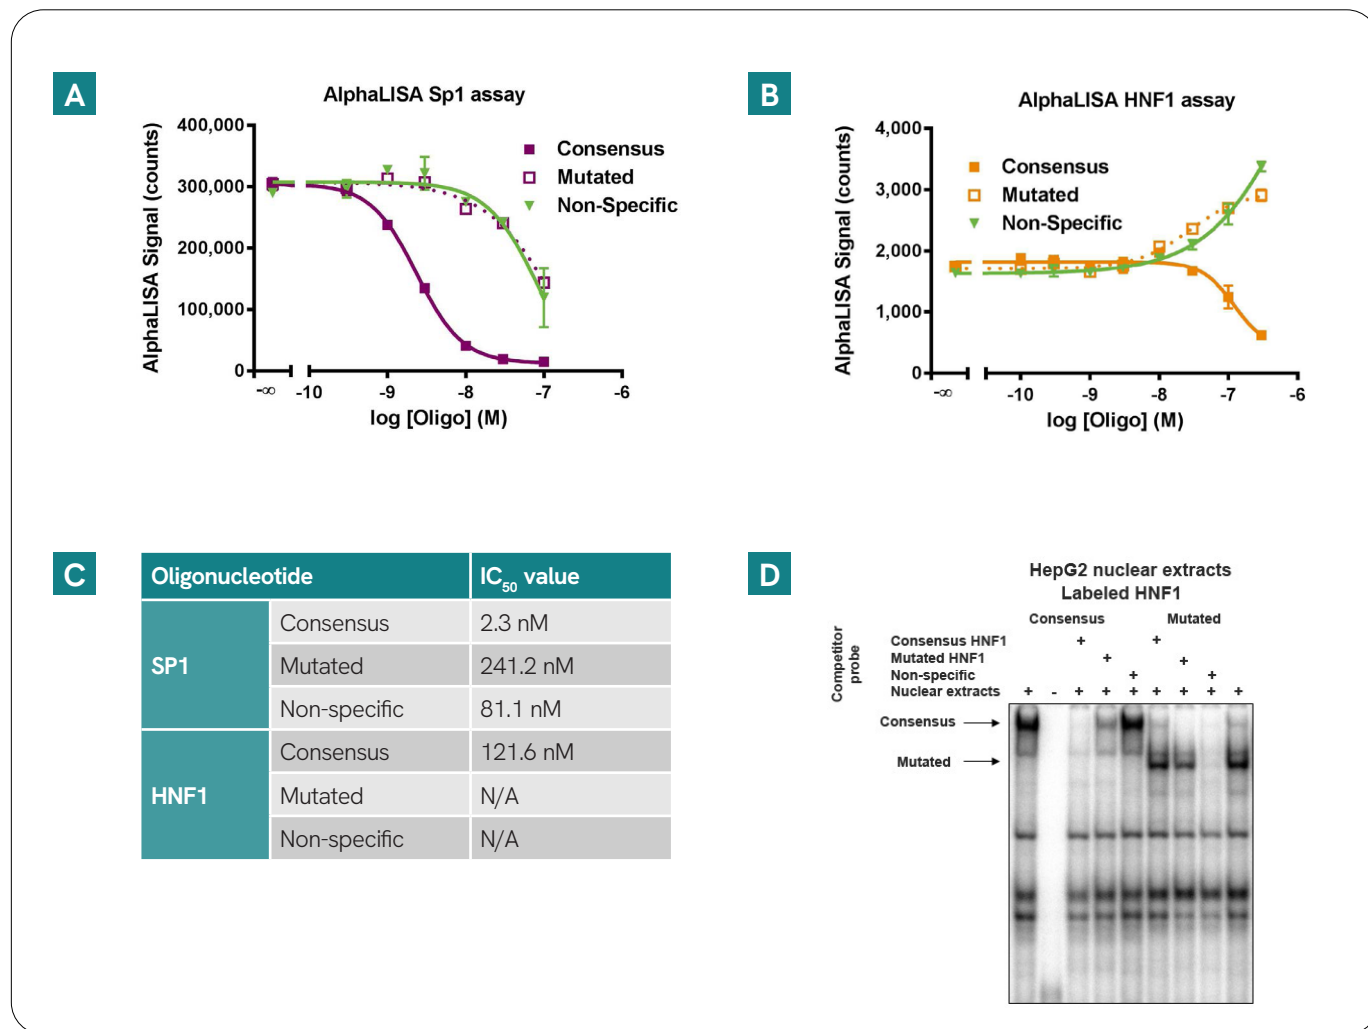 A
AlphaLISA Sp1 assay
AlphaLISA Signal (counts)
400,000
300,000
200,000
100,000
0
Consensus
Mutated
Non-Specific
-∞ -10 -9 -8 -7 -6
log [Oligo] (M)
B
AlphaLISA HNF1 assay
AlphaLISA Signal (counts)
4,000
3,000
2,000
1,000
0
Consensus
Mutated
Non-Specific
-∞ -10 -9 -8 -7 -6
log [Oligo] (M)
C
Oligonucleotide IC50 value
SP1
Consensus 2.3 nM
Mutated 241.2 nM
Non-specific 81.1 nM
HNF1
Consensus 121.6 nM
Mutated N/A
Non-specific N/A
D
HepG2 nuclear extracts
Labeled HNF1
Consensus Mutated
Competitor
probe
Consensus HNF1 + +
Mutated HNF1 + +
Non-specific + +
Nuclear extracts + - + + + + + + +
Consensus
Mutated